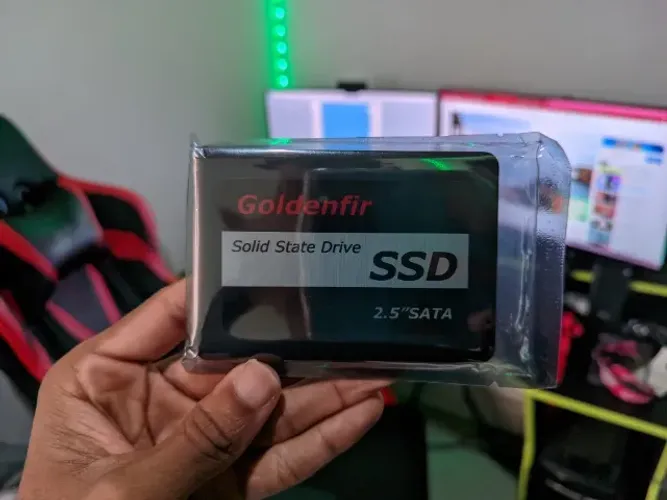 Goldenfir
Solid State Drive
SSD
2.5"SATA